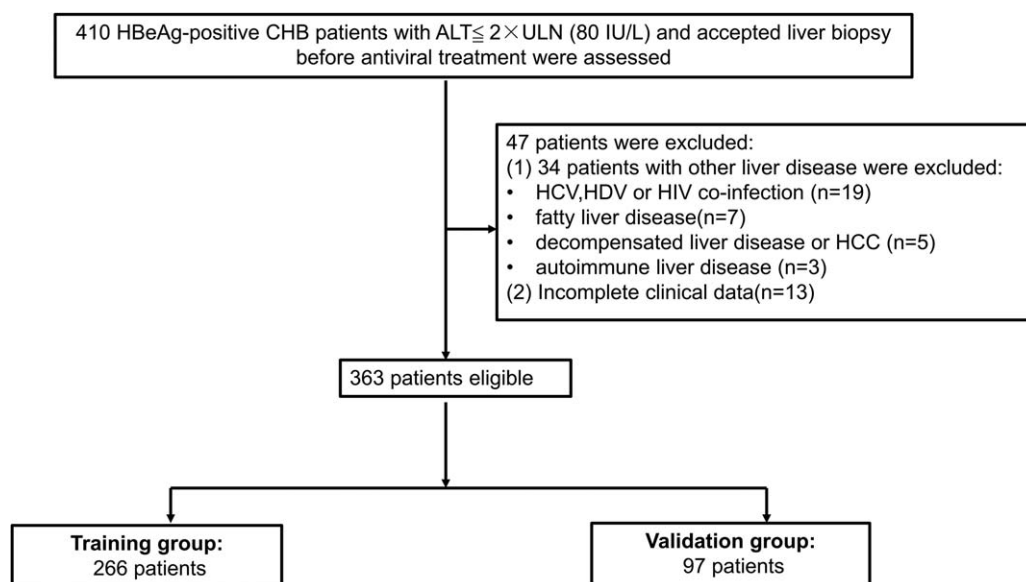 410 HBeAg-positive CHB patients with ALT≦ 2×ULN (80 IU/L) and accepted liver biopsy
before antiviral treatment were assessed
47 patients were excluded:
(1) 34 patients with other liver disease were excluded:
• HCV,HDV or HIV co-infection (n=19)
• fatty liver disease(n=7)
• decompensated liver disease or HCC (n=5)
• autoimmune liver disease (n=3)
(2) Incomplete clinical data(n=13)
363 patients eligible
Training group:
266 patients
Validation group:
97 patients